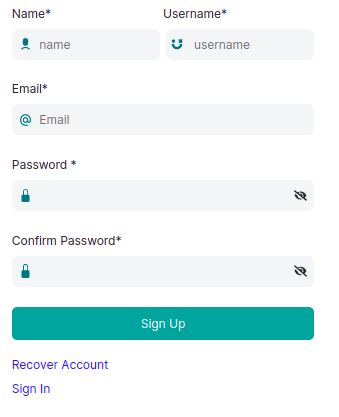 Name* Username*
name username
Email*
Email
Password *
Confirm Password*
Sign Up
Recover Account
Sign In